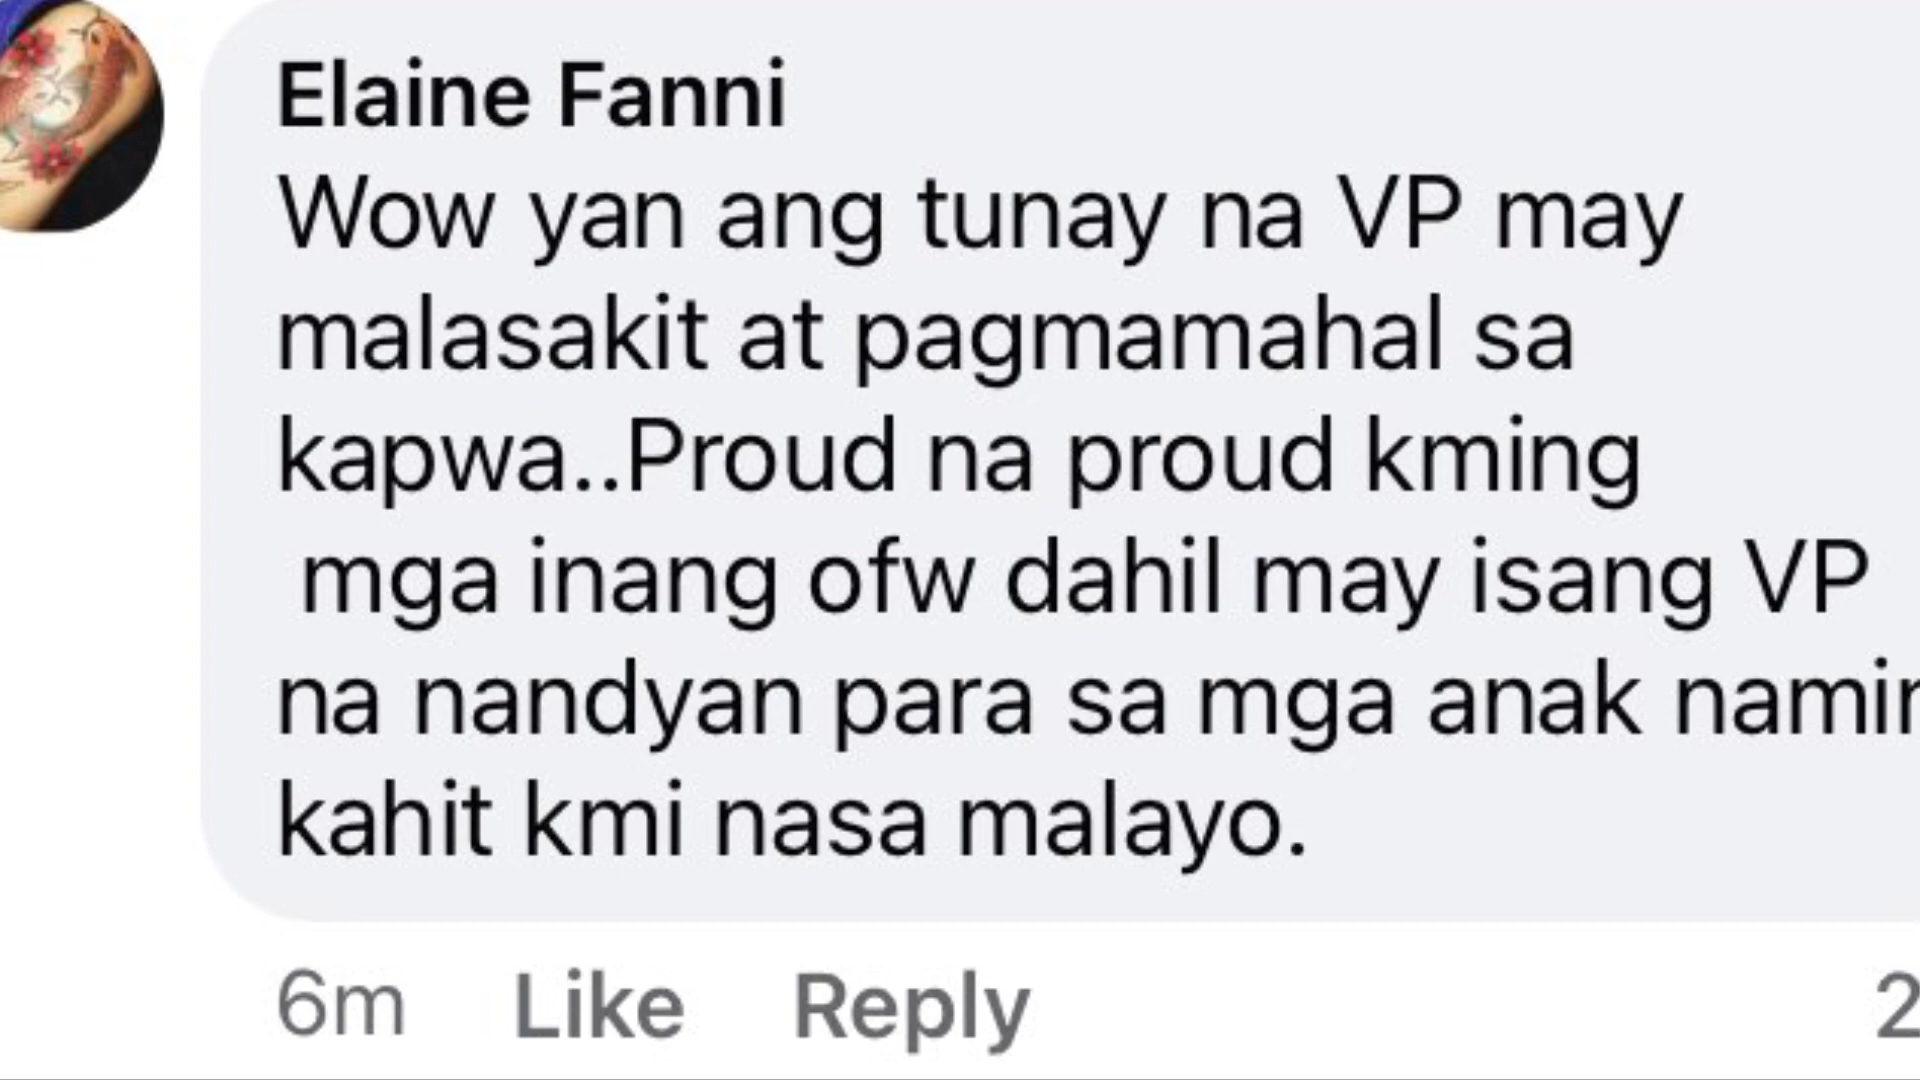 Elaine Fanni
Wow yan ang tunay na VP may
malasakit at pagmamahal sa
kapwa..Proud na proud kming
mga inang ofw dahil may isang VP
na nandyan para sa mga anak
kahit kmi nasa malayo.
6m Like Reply 2